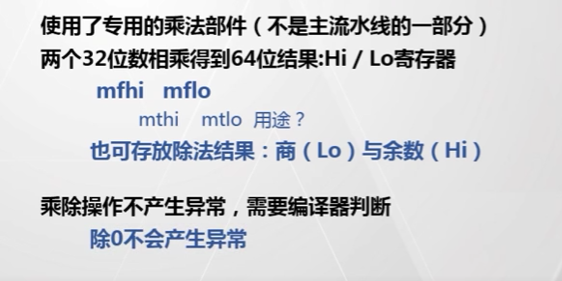 使用了专用的乘法部件（不是主流水线的一部分）
两个32位数相乘得到64位结果:Hi / Lo寄存器
mfhi mflo
mthi mtlo 用途？
也可存放除法结果：商（Lo）与余数（Hi）
乘除操作不产生异常，需要编译器判断
除0不会产生异常